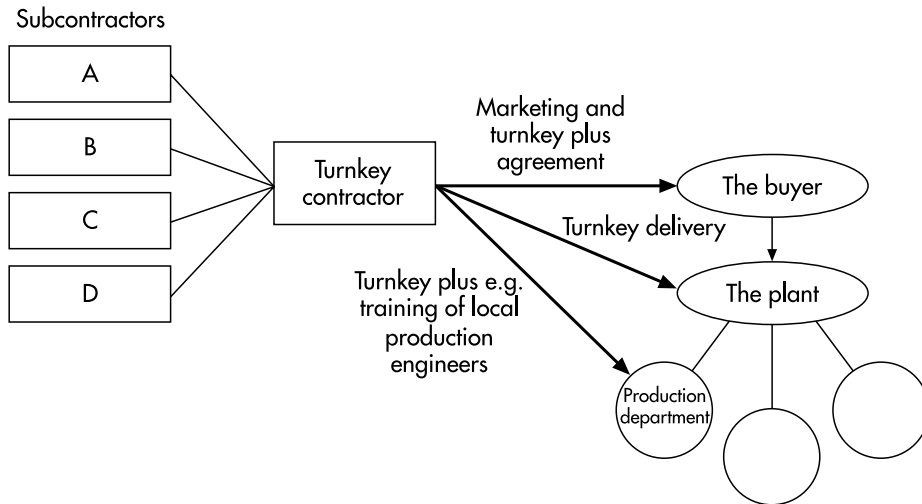 Subcontractors
A
B
C
D
Turnkey
contractor
Marketing and
turnkey plus
agreement
The buyer
Turnkey delivery
The plant
Turnkey plus e.g.
training of local
production
engineers
Production
department